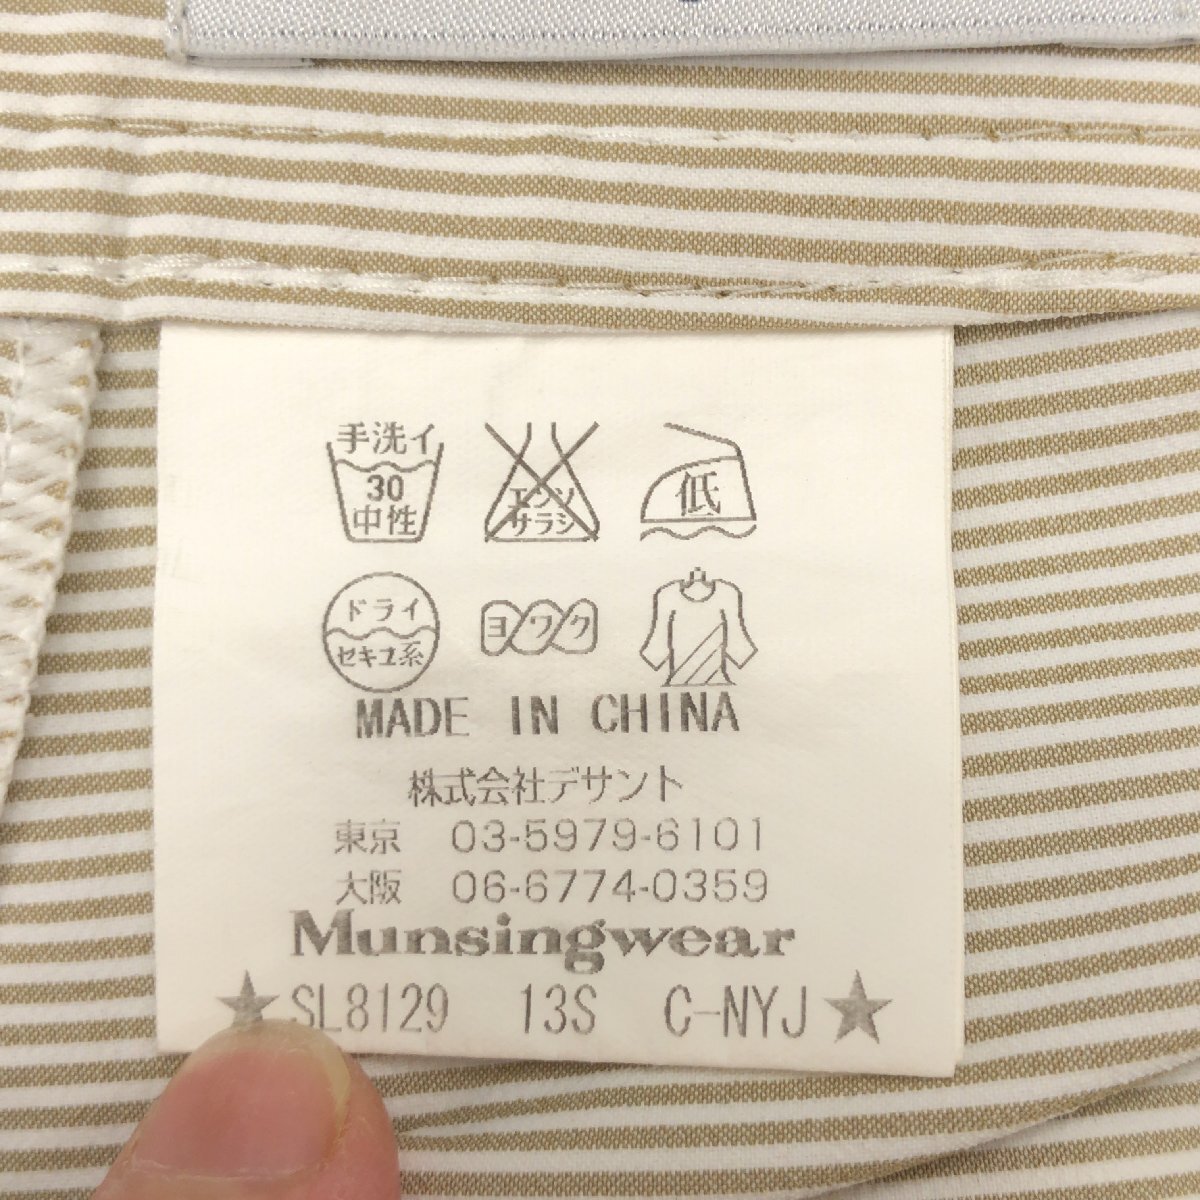 手洗イ
30
中性
エンソ
サラシ
低
ドライ
セキユ系
ヨワク
MADE IN CHINA
株式会社デサント
東京 03-5979-6101
大阪 06-6774-0359
Munsingwear
★SL8129 13S C-NYJ★